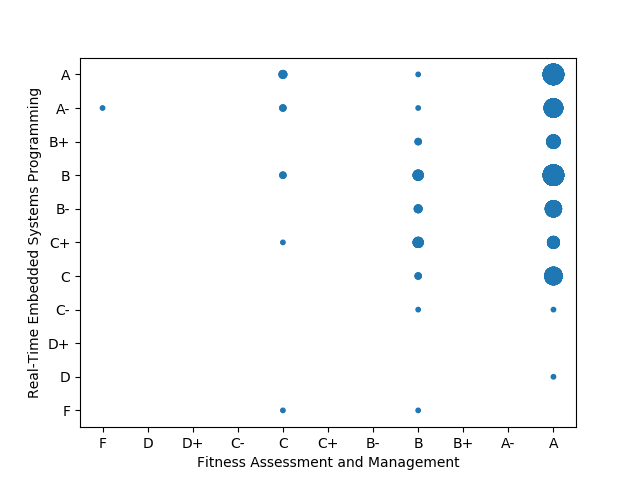 Real-Time Embedded Systems Programming
A
A-
B+
B
B-
C+
C
C-
D+
D
F
F D D+ C- C C+ B- B B+ A- A
Fitness Assessment and Management